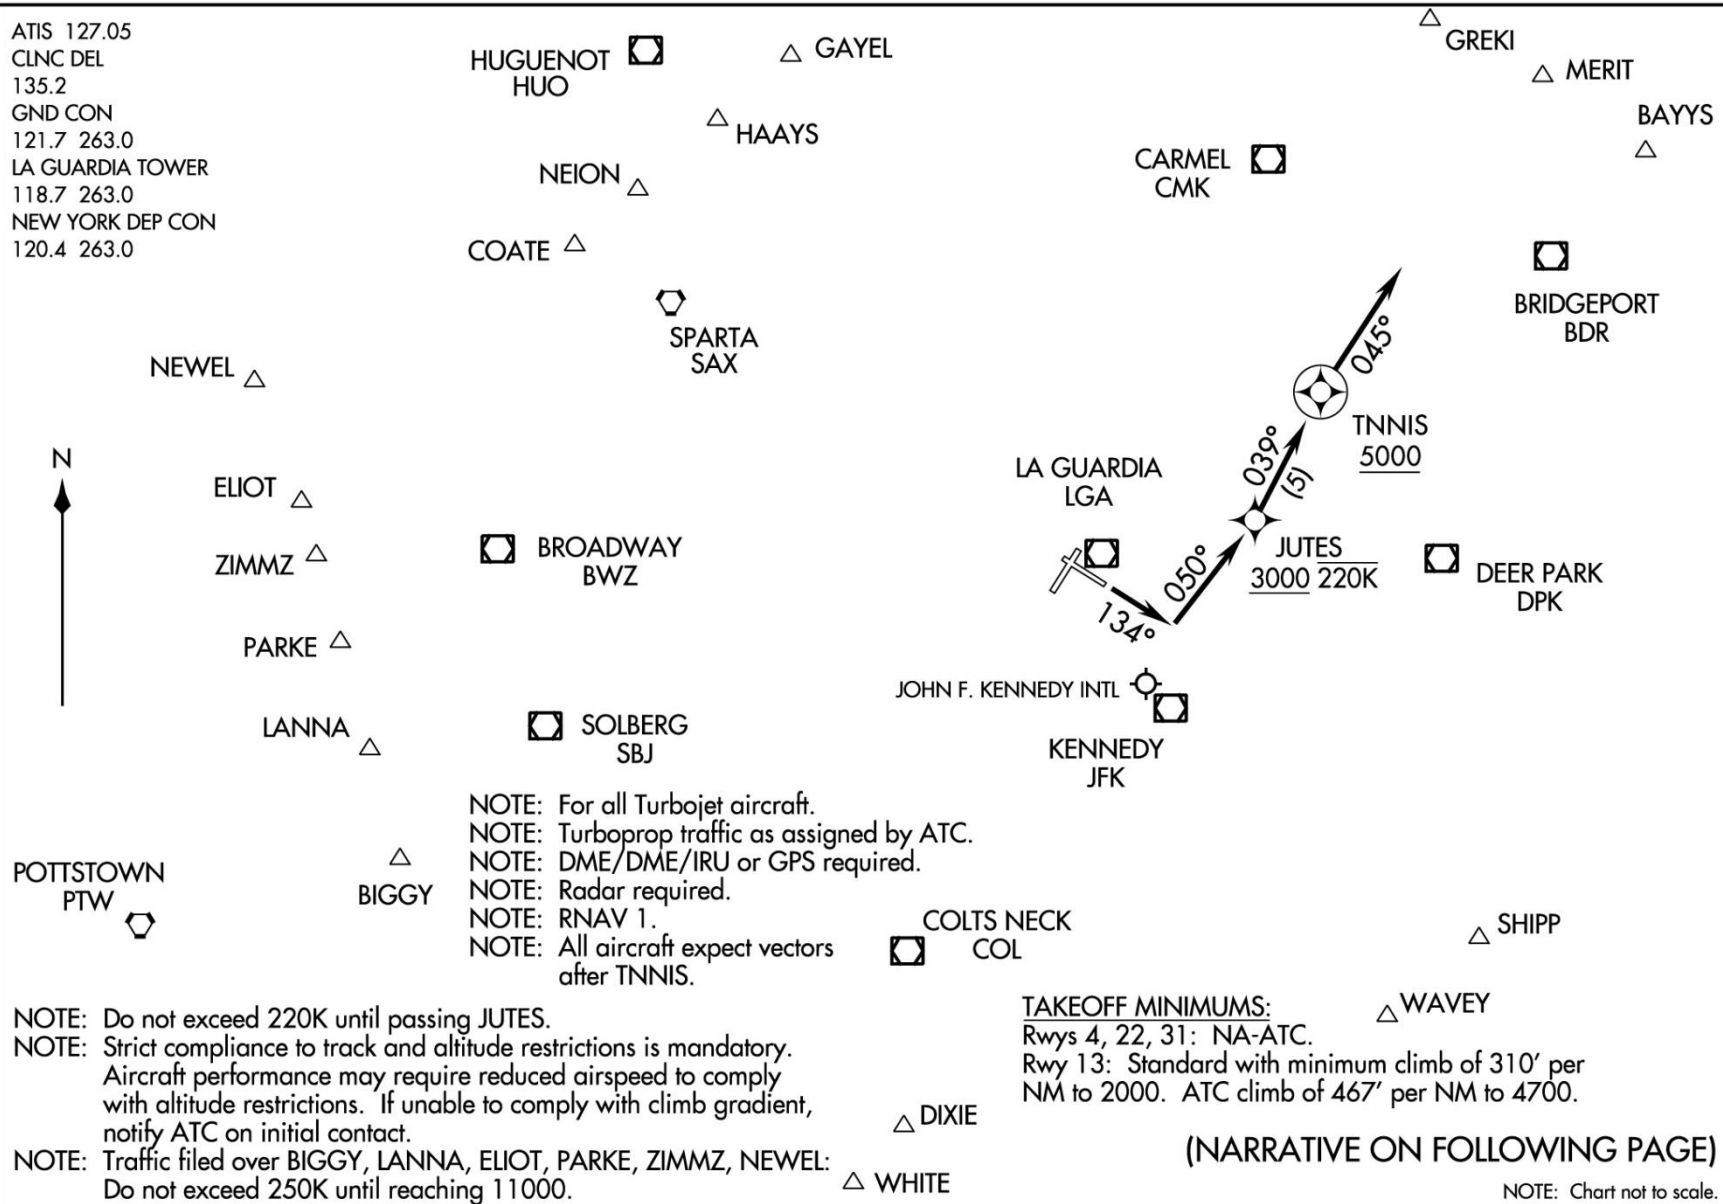 ATIS 127.05
CLNC DEL
135.2
GND CON
121.7 263.0
LA GUARDIA TOWER
118.7 263.0
NEW YORK DEP CON
120.4 263.0
HUGUENOT
HUO
GAYEL
HAAYS
NEION
COATE
SPARTA
SAX
GREKI
MERIT
BAYYS
CARMEL
CMK
BRIDGEPORT
BDR
NEWEL
N
ELIOT
ZIMMZ
BROADWAY
BWZ
PARKE
LANNA
SOLBERG
SBJ
045°
TNNIS
5000
039°
(5)
LA GUARDIA
LGA
JUTES
3000 220K
050°
134°
DEER PARK
DPK
JOHN F. KENNEDY INTL
KENNEDY
JFK
POTTSTOWN
PTW
BIGGY
NOTE: For all Turbojet aircraft.
NOTE: Turboprop traffic as assigned by ATC.
NOTE: DME/DME/IRU or GPS required.
NOTE: Radar required.
NOTE: RNAV 1.
NOTE: All aircraft expect vectors
after TNNIS.
COLTS NECK
COL
SHIPP
WAVEY
NOTE: Do not exceed 220K until passing JUTES.
NOTE: Strict compliance to track and altitude restrictions is mandatory.
Aircraft performance may require reduced airspeed to comply
with altitude restrictions. If unable to comply with climb gradient,
notify ATC on initial contact.
NOTE: Traffic filed over BIGGY, LANNA, ELIOT, PARKE, ZIMMZ, NEWEL:
Do not exceed 250K until reaching 11000.
DIXIE
WHITE
TAKEOFF MINIMUMS:
Rwys 4, 22, 31: NA-ATC.
Rwy 13: Standard with minimum climb of 310' per
NM to 2000. ATC climb of 467' per NM to 4700.
(NARRATIVE ON FOLLOWING PAGE)
NOTE: Chart not to scale.